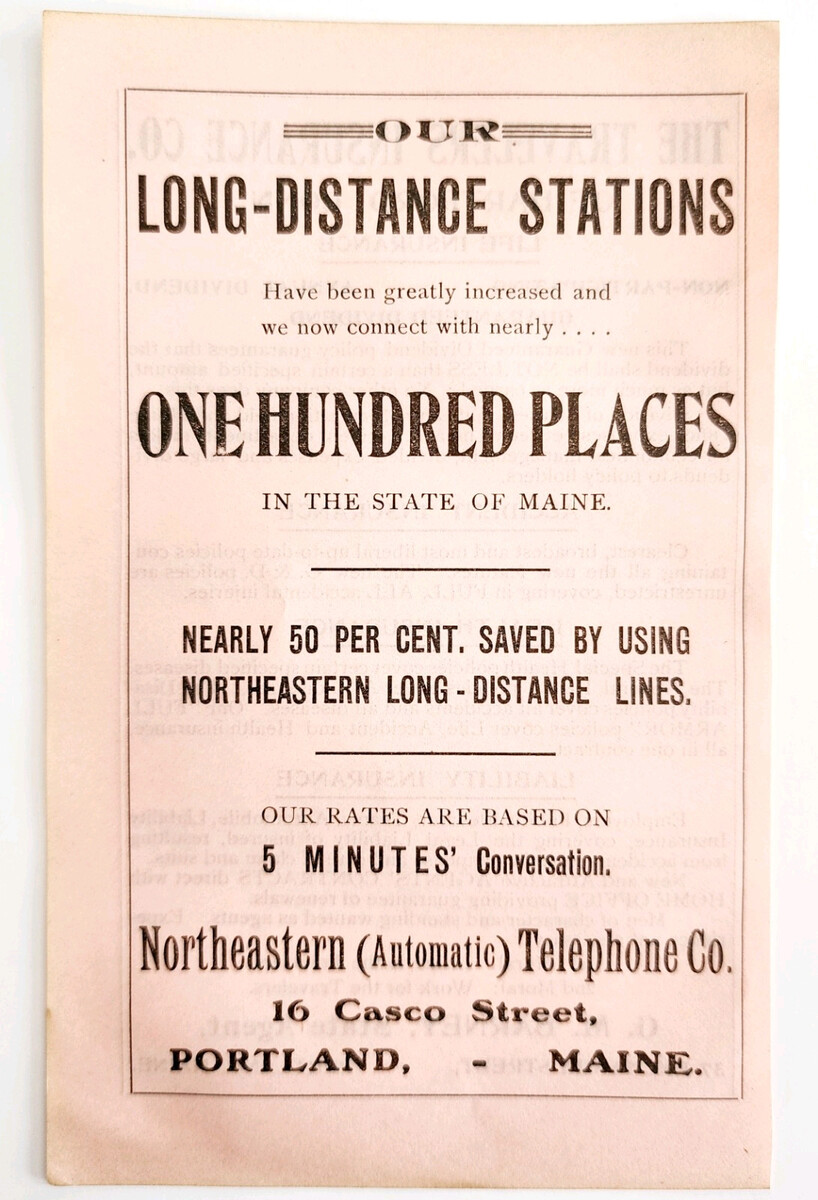 OUR
LONG-DISTANCE STATIONS
Have been greatly increased and
we now connect with nearly . . . .
ONE HUNDRED PLACES
IN THE STATE OF MAINE.
NEARLY 50 PER CENT. SAVED BY USING
NORTHEASTERN LONG-DISTANCE LINES.
OUR RATES ARE BASED ON
5 MINUTES' Conversation.
Northeastern (Automatic) Telephone Co.
16 Casco Street,
PORTLAND, - MAINE.